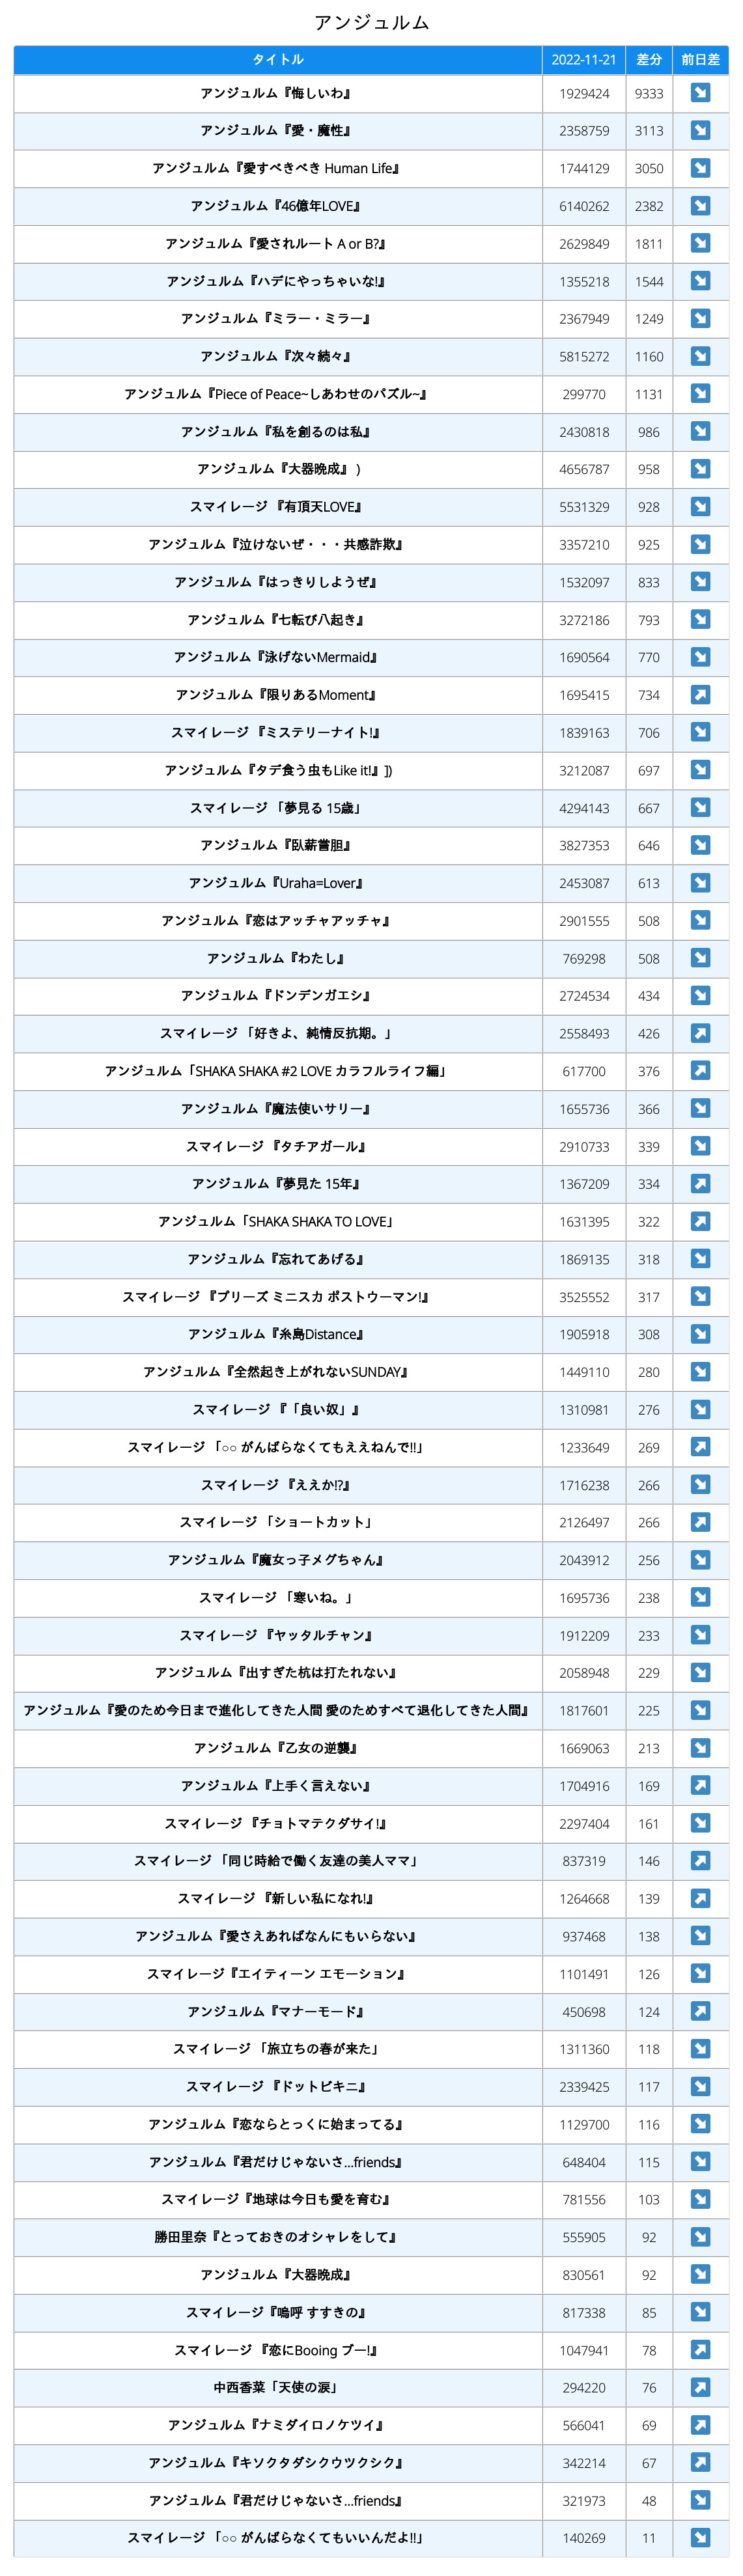 アンジュルム
タイトル 2022-11-21 差分 前日差
アンジュルム『悔しいわ』 1929424 9333
アンジュルム『愛・魔性』 2358759 3113
アンジュルム『愛すべきべき Human Life』 1744129 3050
アンジュルム『46億年LOVE』 6140262 2382
アンジュルム『愛されルート A or B?』 2629849 1811
アンジュルム『ハデにやっちゃいな!』 1355218 1544
アンジュルム『ミラー・ミラー』 2367949 1249
アンジュルム『次々続々』 5815272 1160
アンジュルム『Piece of Peace~しあわせのパズル~』 299770 1131
アンジュルム『私を創るのは私』 2430818 986
アンジュルム『大器晩成』 ) 4656787 958
スマイレージ 『有頂天LOVE』 5531329 928
アンジュルム『泣けないぜ・・・共感詐欺』 3357210 925
アンジュルム『はっきりしようぜ』 1532097 833
アンジュルム『七転び八起き』 3272186 793
アンジュルム『泳げないMermaid』 1690564 770
アンジュルム『限りあるMoment』 1695415 734
スマイレージ 『ミステリーナイト!』 1839163 706
アンジュルム『タデ食う虫もLike it!』]) 3212087 697
スマイレージ 「夢見る 15歳」 4294143 667
アンジュルム『臥薪嘗胆』 3827353 646
アンジュルム『Uraha=Lover』 2453087 613
アンジュルム『恋はアッチャアッチャ』 2901555 508
アンジュルム『わたし』 769298 508
アンジュルム『ドンデンガエシ』 2724534 434
スマイレージ 「好きよ、純情反抗期。」 2558493 426
アンジュルム「SHAKA SHAKA #2 LOVE カラフルライフ編」 617700 376
アンジュルム『魔法使いサリー』 1655736 366
スマイレージ 『タチアガール』 2910733 339
アンジュルム『夢見た 15年』 1367209 334
アンジュルム「SHAKA SHAKA TO LOVE」 1631395 322
アンジュルム『忘れてあげる』 1869135 318
スマイレージ 『プリーズ ミニスカ ポストウーマン!』 3525552 317
アンジュルム『糸島Distance』 1905918 308
アンジュルム『全然起き上がれないSUNDAY』 1449110 280
スマイレージ 『「良い奴」』 1310981 276
スマイレージ 「○○ がんばらなくてもええねんで!!」 1233649 269
スマイレージ 『ええか!?』 1716238 266
スマイレージ 「ショートカット」 2126497 266
アンジュルム『魔女っ子メグちゃん』 2043912 256
スマイレージ 「寒いね。」 1695736 238
スマイレージ 『ヤッタルチャン』 1912209 233
アンジュルム『出すぎた杭は打たれない』 2058948 229
アンジュルム『愛のため今日まで進化してきた人間 愛のためすべて退化してきた人間』 1817601 225
アンジュルム『乙女の逆襲』 1669063 213
アンジュルム『上手く言えない』 1704916 169
スマイレージ 『チョトマテクダサイ!』 2297404 161
スマイレージ 「同じ時給で働く友達の美人ママ」 837319 146
スマイレージ 『新しい私になれ!』 1264668 139
アンジュルム『愛さえあればなんにもいらない』 937468 138
スマイレージ『エイティーン エモーション』 1101491 126
アンジュルム『マナーモード』 450698 124
スマイレージ 「旅立ちの春が来た」 1311360 118
スマイレージ 『ドットビキニ』 2339425 117
アンジュルム『恋ならとっくに始まってる』 1129700 116
アンジュルム『君だけじゃないさ...friends』 648404 115
スマイレージ『地球は今日も愛を育む』 781556 103
勝田里奈『とっておきのオシャレをして』 555905 92
アンジュルム『大器晩成』 830561 92
スマイレージ『嗚呼 すすきの』 817338 85
スマイレージ 『恋にBooing ブー!』 1047941 78
中西香菜「天使の涙」 294220 76
アンジュルム『ナミダイロノケツイ』 566041 69
アンジュルム『キソクタダシクウツクシク』 342214 67
アンジュルム『君だけじゃないさ...friends』 321973 48
スマイレージ 「○○ がんばらなくてもいいんだよ!!」 140269 11